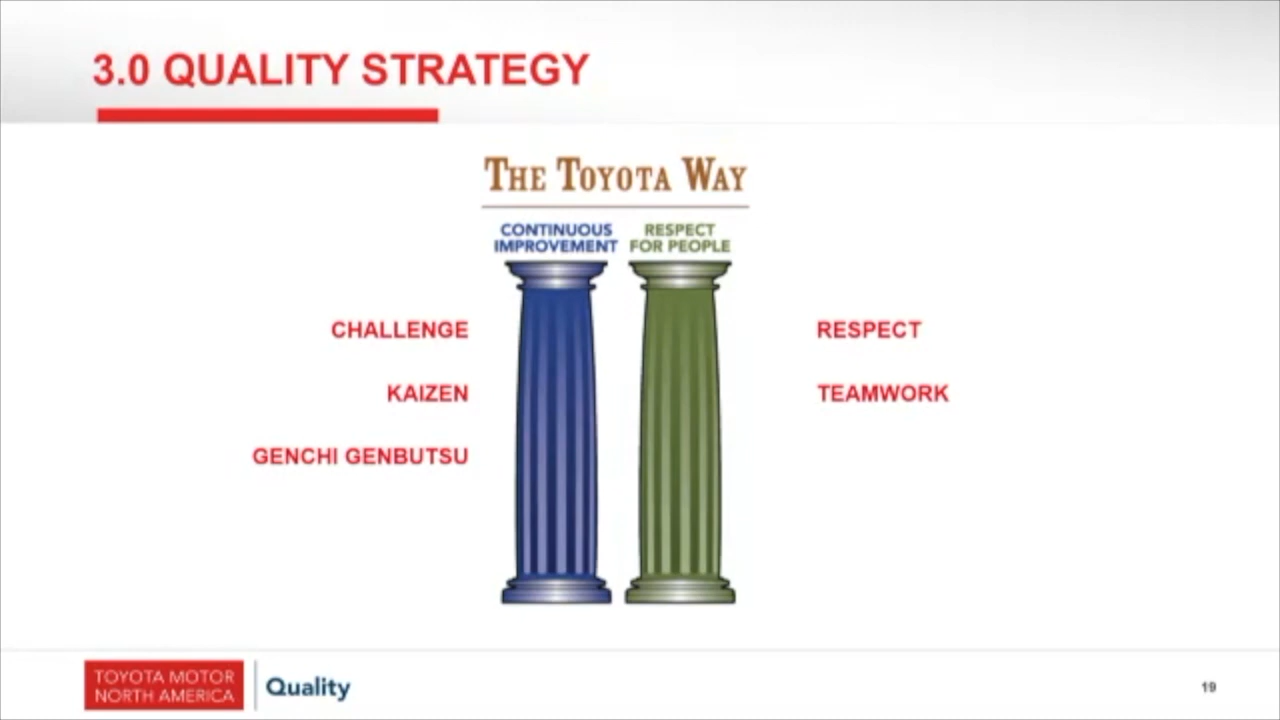 3.0 QUALITY STRATEGY
THE TOYOTA WAY
CONTINUOUS
IMPROVEMENT
RESPECT
FOR PEOPLE
CHALLENGE
KAIZEN
GENCHI GENBUTSU
RESPECT
TEAMWORK
TOYOTA MOTOR
NORTH AMERICA
Quality
19